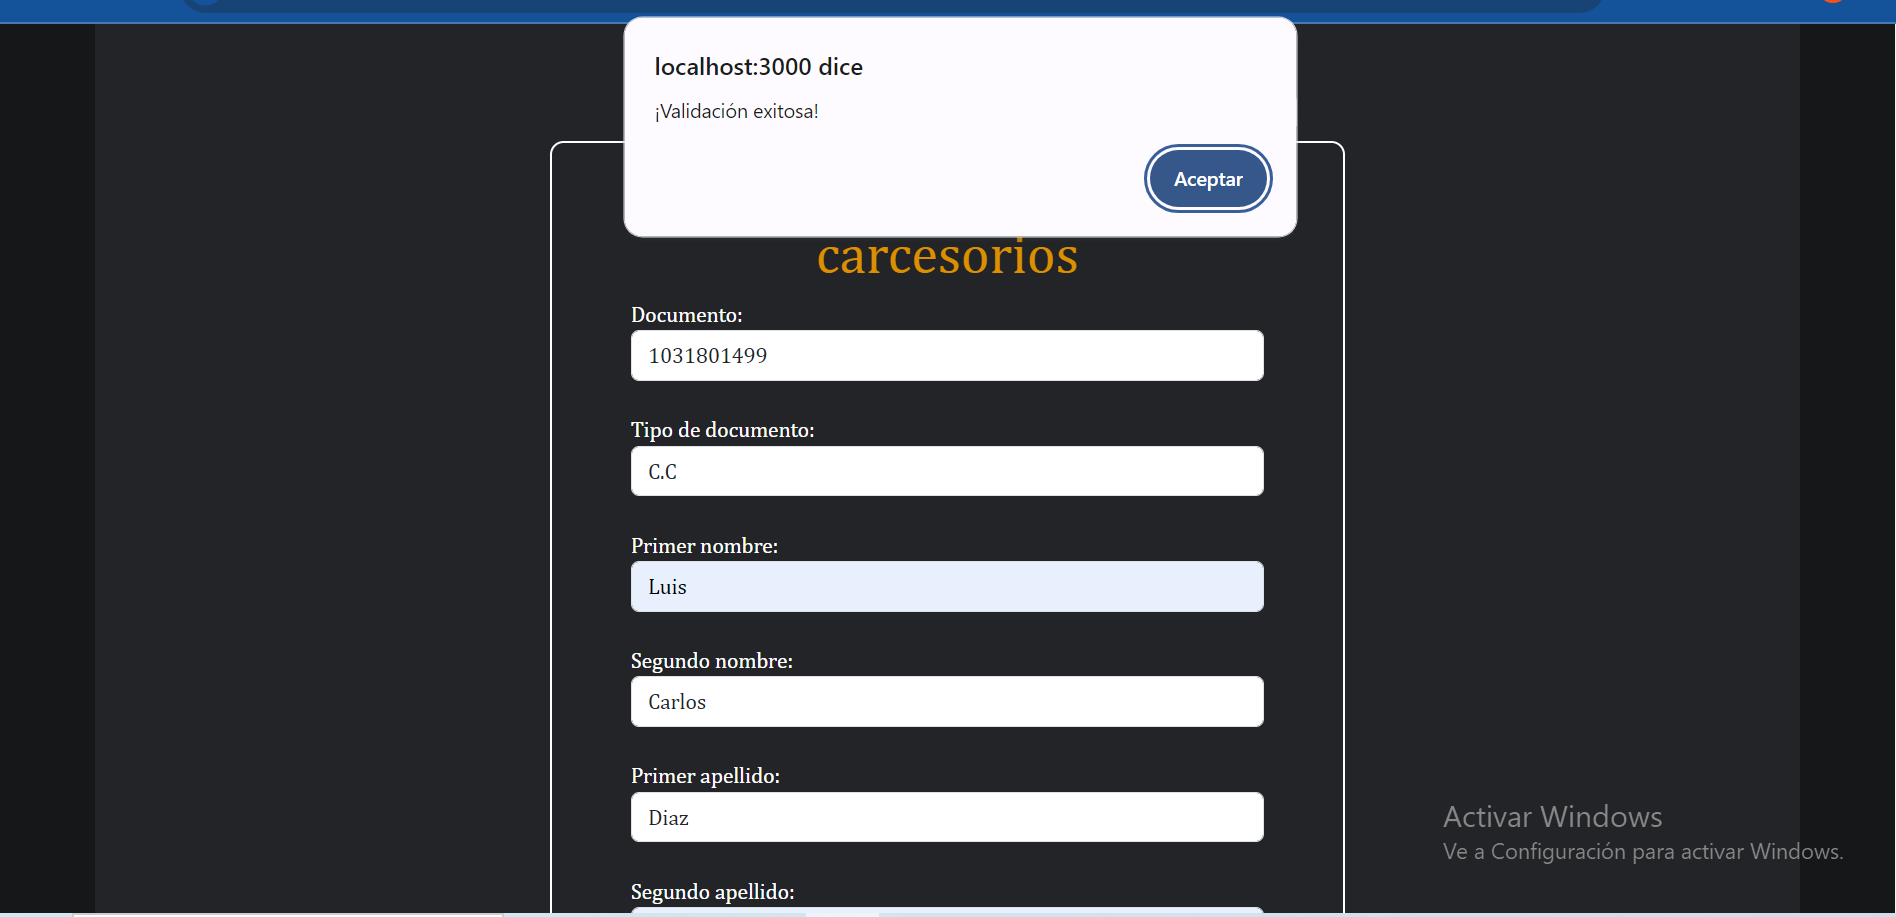 localhost:3000 dice
¡Validación exitosa!
Aceptar
carcesorios
Documento:
1031801499
Tipo de documento:
C.C
Primer nombre:
Luis
Segundo nombre:
Carlos
Primer apellido:
Diaz
Segundo apellido:
Activar Windows
Ve a Configuración para activar Windows.